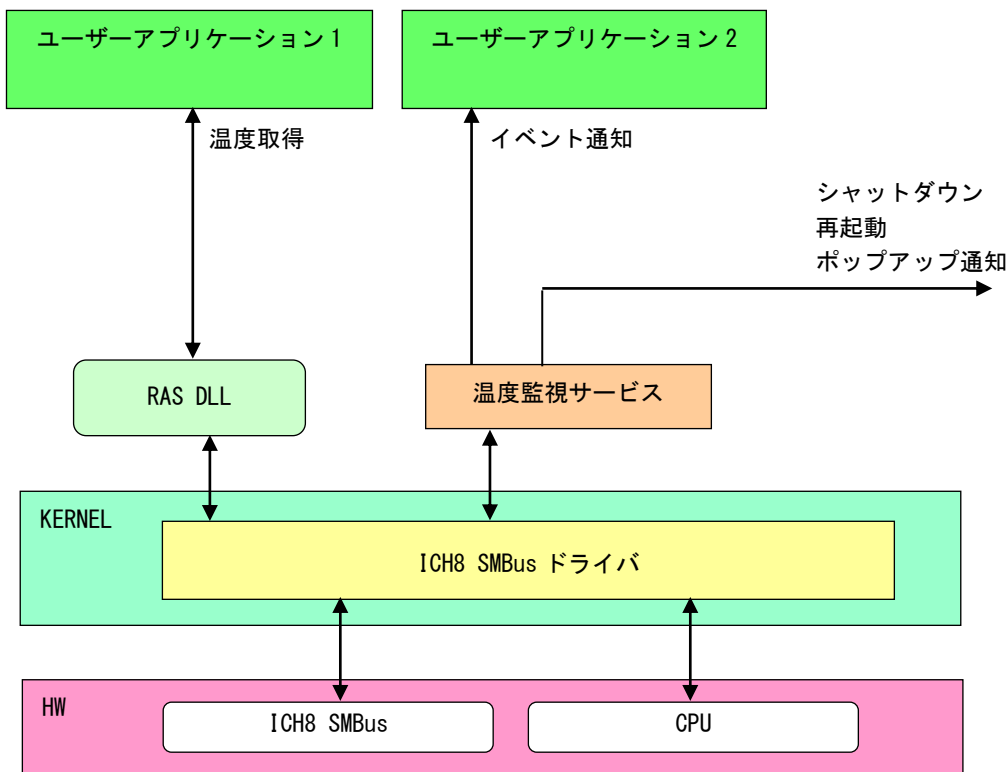 ユーザーアプリケーション1
ユーザーアプリケーション2
温度取得
イベント通知
シャットダウン
再起動
ポップアップ通知
RAS DLL
温度監視サービス
KERNEL
ICH8 SMBus ドライバ
HW
ICH8 SMBus
CPU